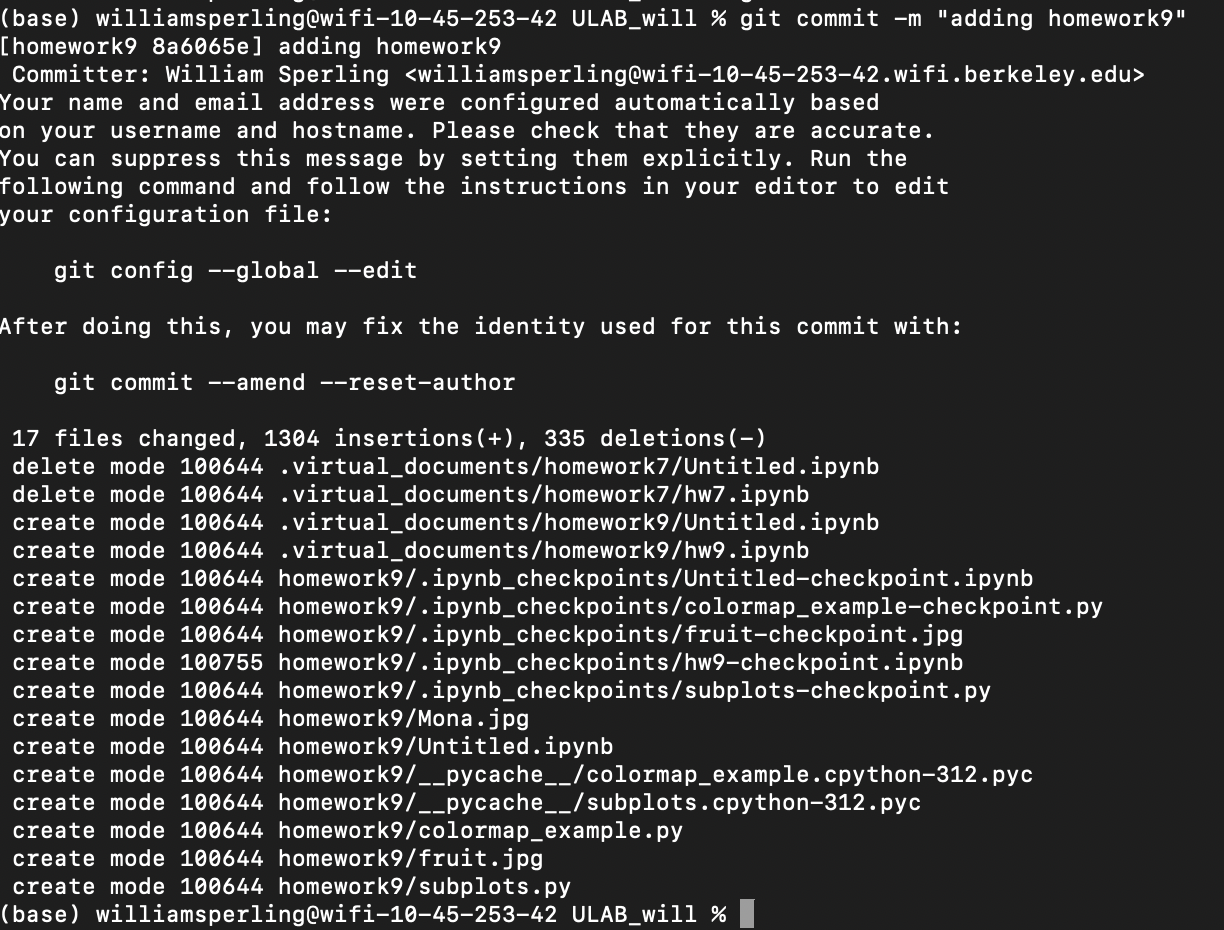 (base) williamsperling@wifi-10-45-253-42 ULAB_will % git commit -m "adding homework9"
[homework9 8a6065e] adding homework9
 Committer: William Sperling <williamsperling@wifi-10-45-253-42.wifi.berkeley.edu>
Your name and email address were configured automatically based
on your username and hostname. Please check that they are accurate.
You can suppress this message by setting them explicitly. Run the
following command and follow the instructions in your editor to edit
your configuration file:

    git config --global --edit

After doing this, you may fix the identity used for this commit with:

    git commit --amend --reset-author

 17 files changed, 1304 insertions(+), 335 deletions(-)
 delete mode 100644 .virtual_documents/homework7/Untitled.ipynb
 delete mode 100644 .virtual_documents/homework7/hw7.ipynb
 create mode 100644 .virtual_documents/homework9/Untitled.ipynb
 create mode 100644 .virtual_documents/homework9/hw9.ipynb
 create mode 100644 homework9/.ipynb_checkpoints/Untitled-checkpoint.ipynb
 create mode 100644 homework9/.ipynb_checkpoints/colormap_example-checkpoint.py
 create mode 100644 homework9/.ipynb_checkpoints/fruit-checkpoint.jpg
 create mode 100755 homework9/.ipynb_checkpoints/hw9-checkpoint.ipynb
 create mode 100644 homework9/.ipynb_checkpoints/subplots-checkpoint.py
 create mode 100644 homework9/Mona.jpg
 create mode 100644 homework9/Untitled.ipynb
 create mode 100644 homework9/__pycache__/colormap_example.cpython-312.pyc
 create mode 100644 homework9/__pycache__/subplots.cpython-312.pyc
 create mode 100644 homework9/colormap_example.py
 create mode 100644 homework9/fruit.jpg
 create mode 100644 homework9/subplots.py
(base) williamsperling@wifi-10-45-253-42 ULAB_will %